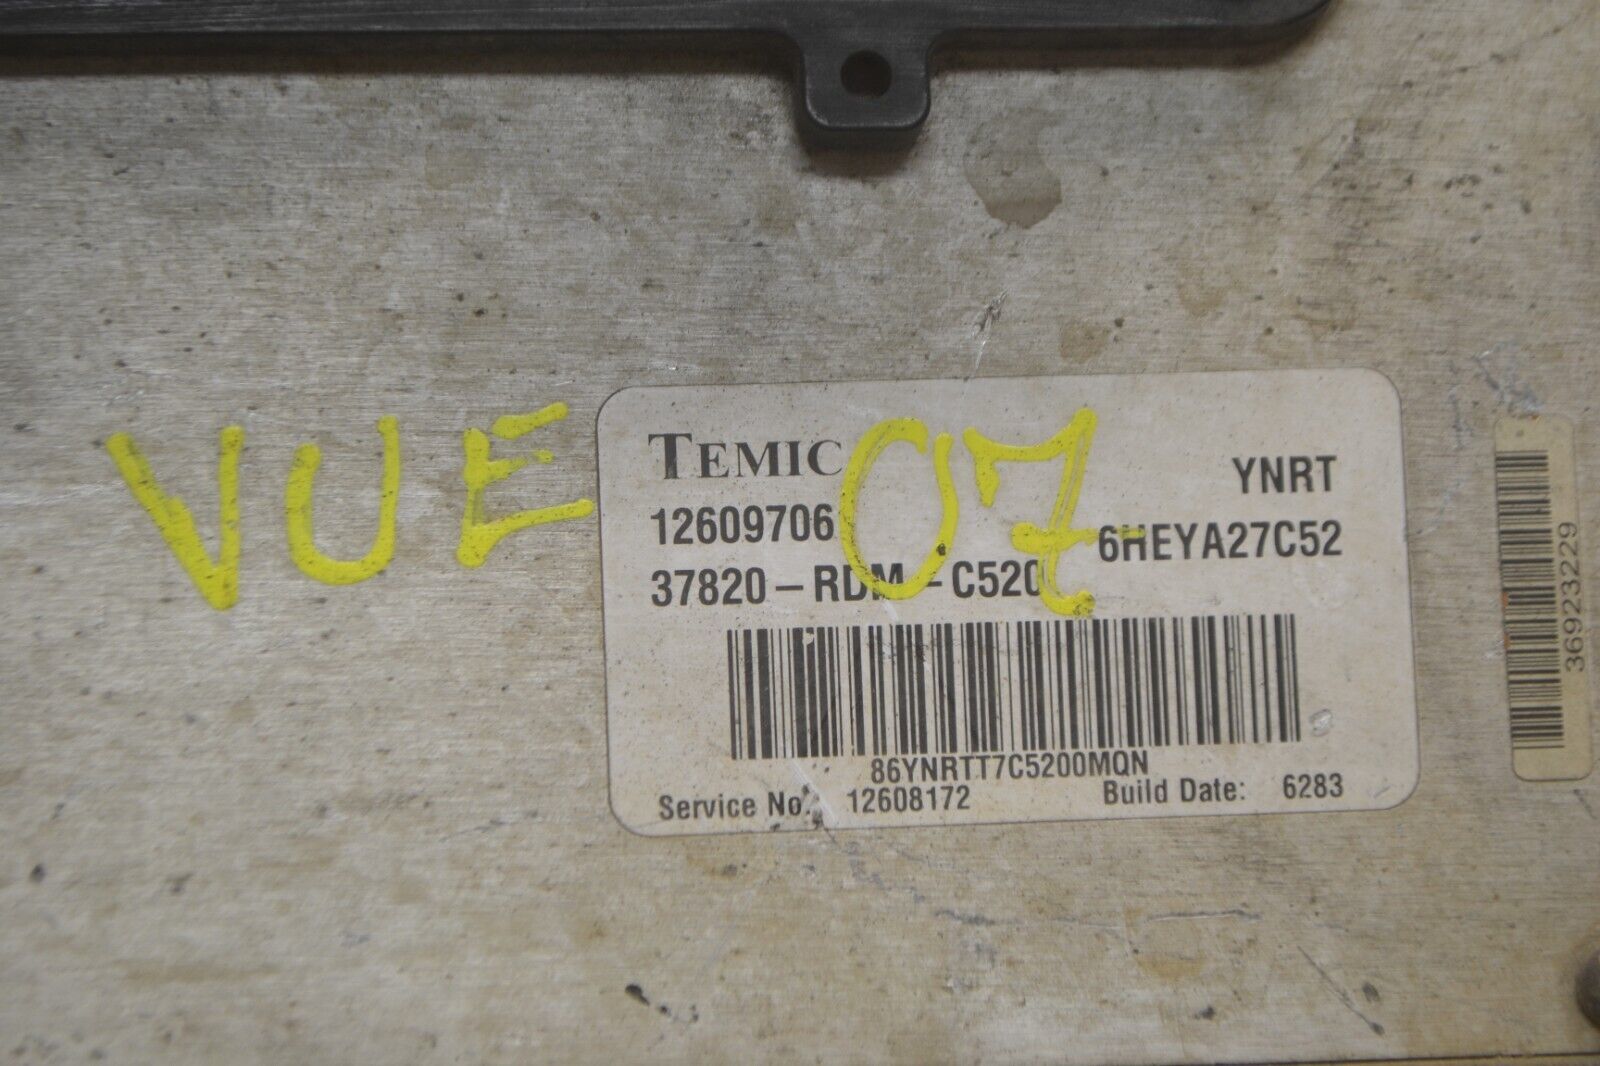 VUE 07
TEMIC
YNRT
12609706
6HEYA27C52
37820-RDM-C520
86YNRTT7C5200MQN
Service No. 12608172
Build Date: 6283
36923229